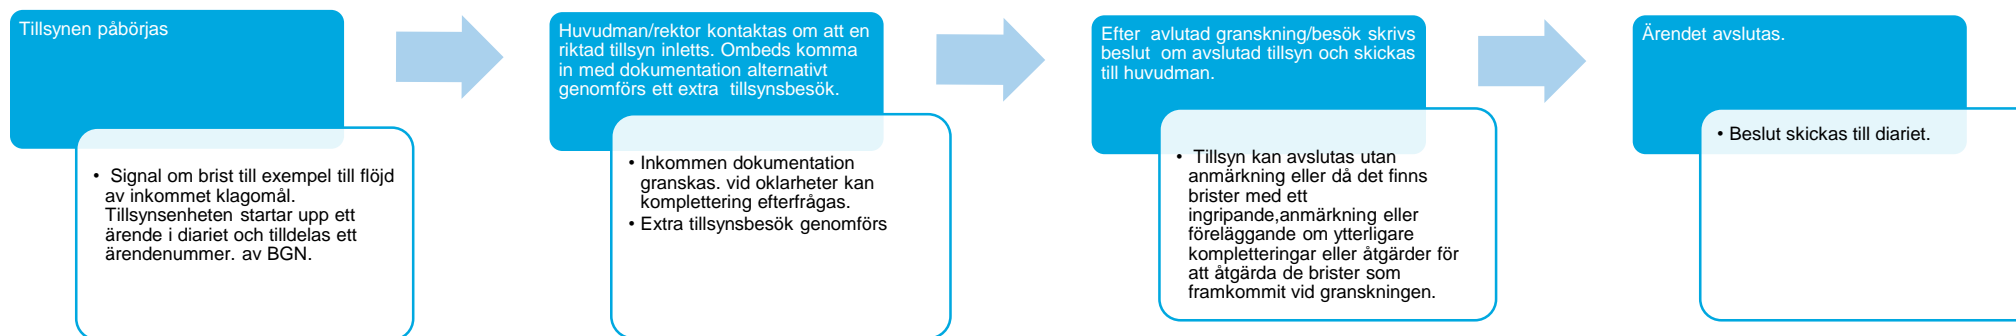 Tillsynen påbörjas
• Signal om brist till exempel till flöjd
av inkommet klagomål.
Tillsynsenheten startar upp ett
ärende i diariet och tilldelas ett
ärendenummer. av BGN.
Huvudman/rektor kontaktas om att en
riktad tillsyn inletts. Ombeds komma
in med dokumentation alternativt
genomförs ett extra tillsynsbesök.
• Inkommen dokumentation
granskas. vid oklarheter kan
komplettering efterfrågas.
• Extra tillsynsbesök genomförs
Efter avlutad granskning/besök skrivs
beslut om avslutad tillsyn och skickas
till huvudman.
• Tillsyn kan avslutas utan
anmärkning eller då det finns
brister med ett
ingripande,anmärkning eller
föreläggande om ytterligare
kompletteringar eller åtgärder för
att åtgärda de brister som
framkommit vid granskningen.
Ärendet avslutas.
• Beslut skickas till diariet.